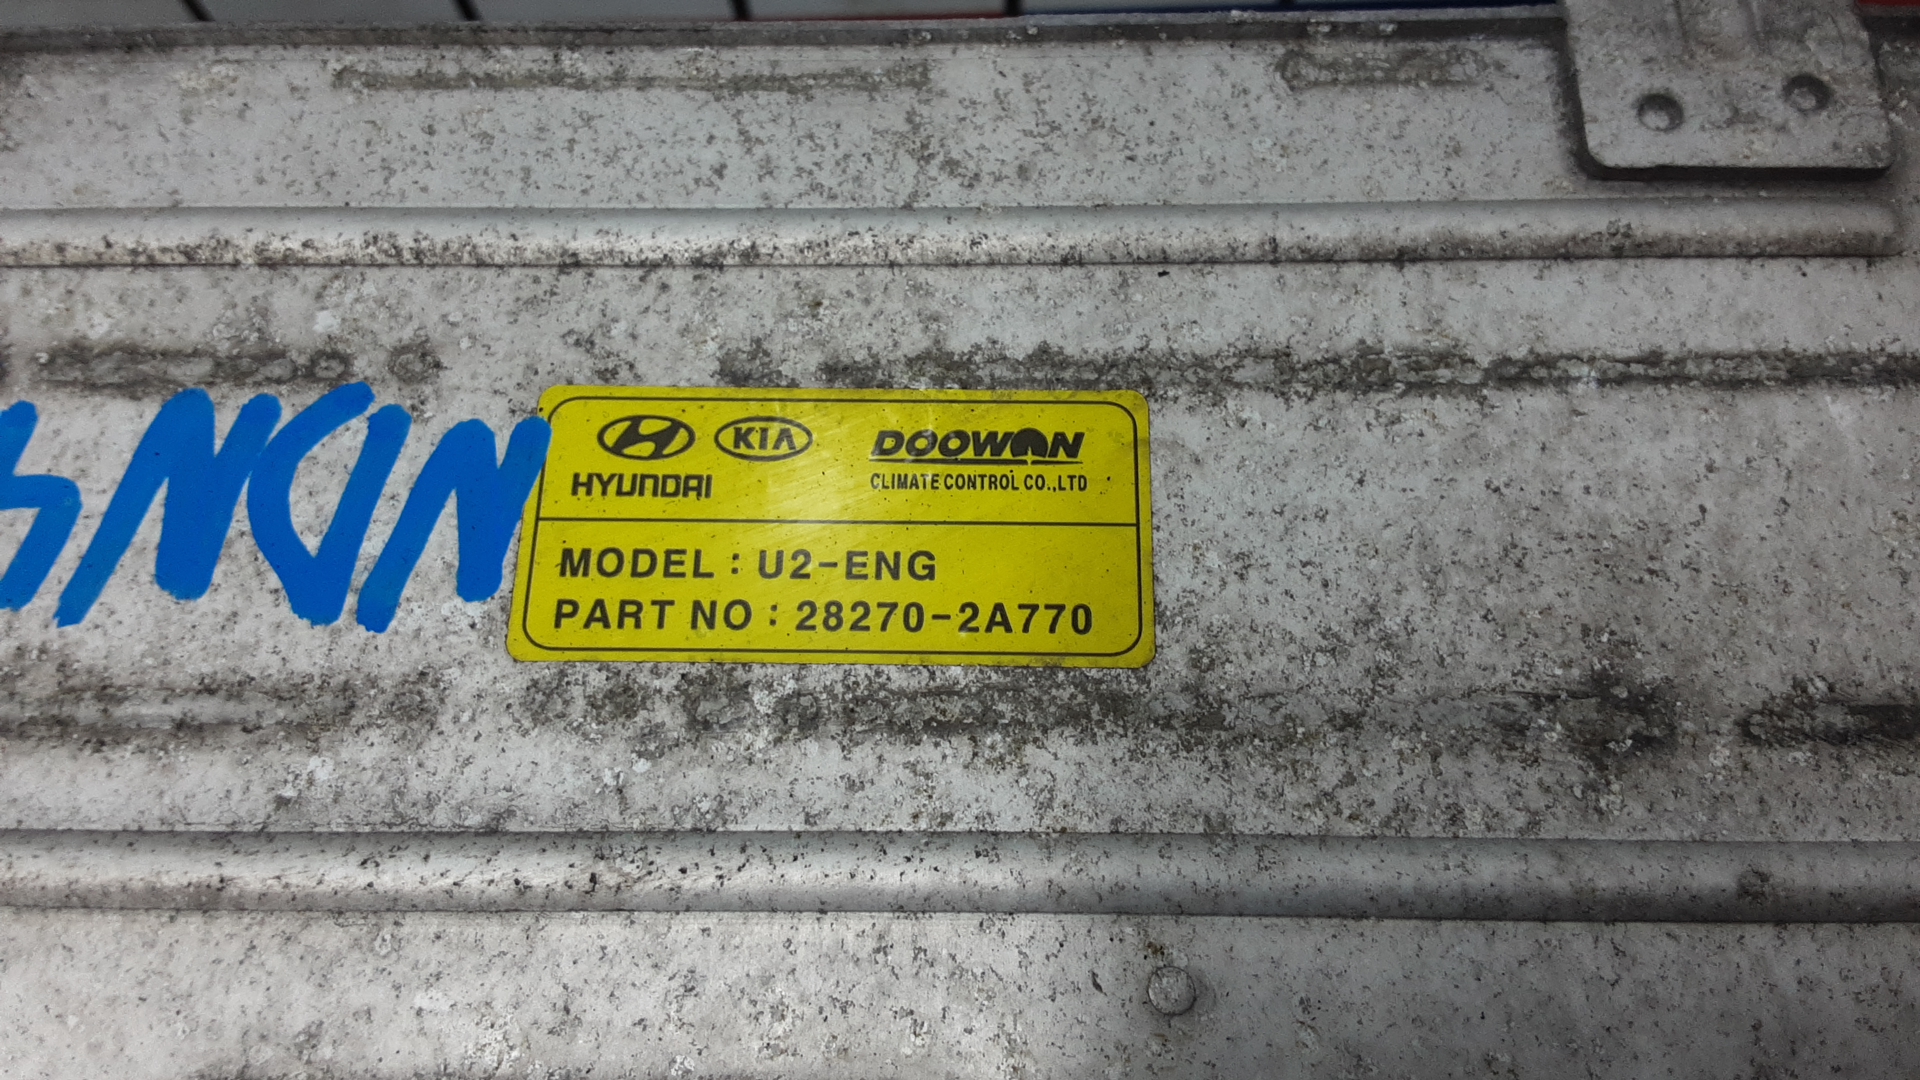 HYUNDAI
KIA
DOOWON
CLIMATE CONTROL CO.,LTD
MODEL : U2-ENG
PART NO : 28270-2A770